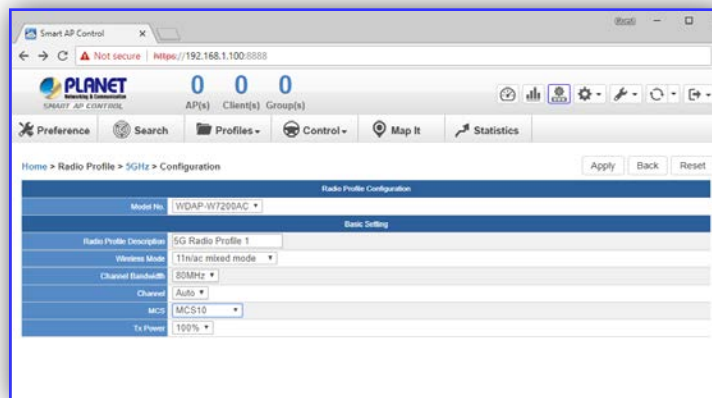 Smart AP Control
Not secure | https://192.168.1.100:8888
PLANET
Networking & Communication
SMART AP CONTROL
0 0 0
AP(s) Client(s) Group(s)
Preference Search Profiles Control Map It Statistics
Home > Radio Profile > 5GHz > Configuration
Apply Back Reset
Radio Profile Configuration
Model No. WDAP-W7200AC
Basic Setting
Radio Profile Description 5G Radio Profile 1
Wireless Mode 11n/ac mixed mode
Channel Bandwidth 80MHz
Channel Auto
MCS MCS10
Tx Power 100%